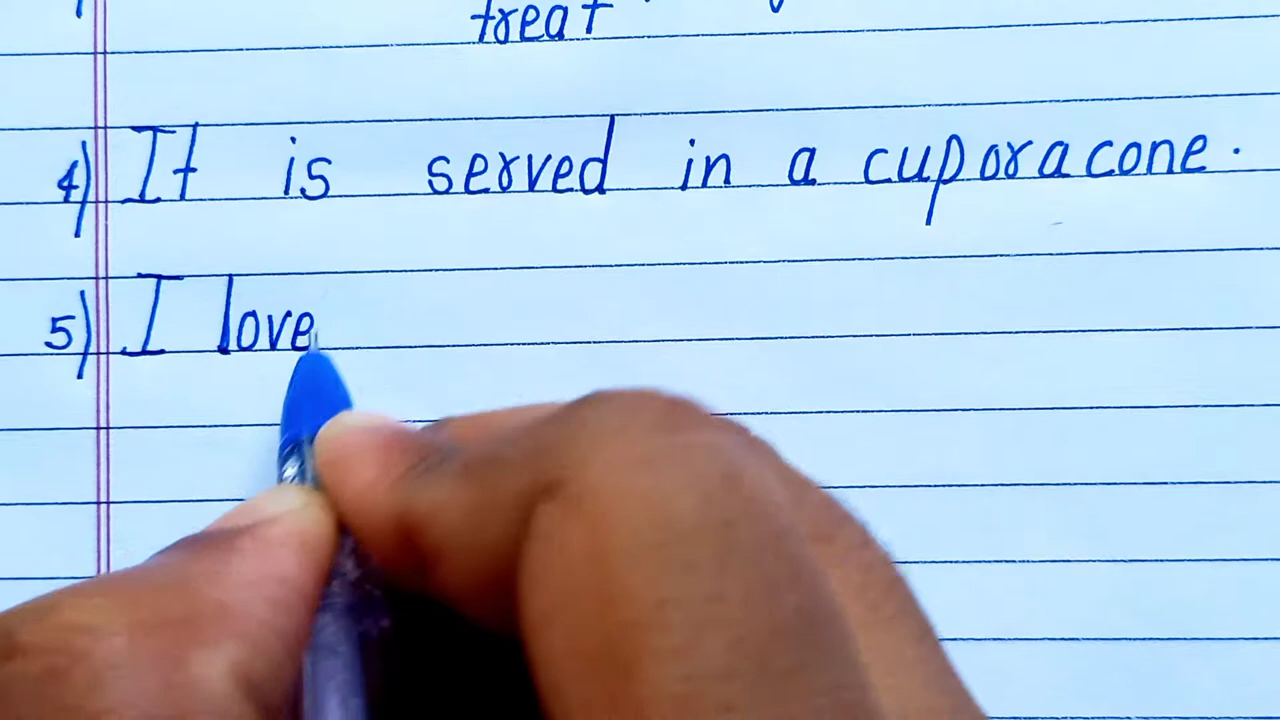 treat
4) It is served in a cuporacone.
5) I love